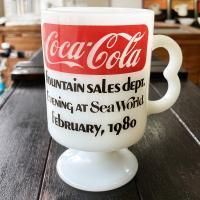 Coca-Cola
Fountain sales dept.
Evening at Sea World
February, 1980